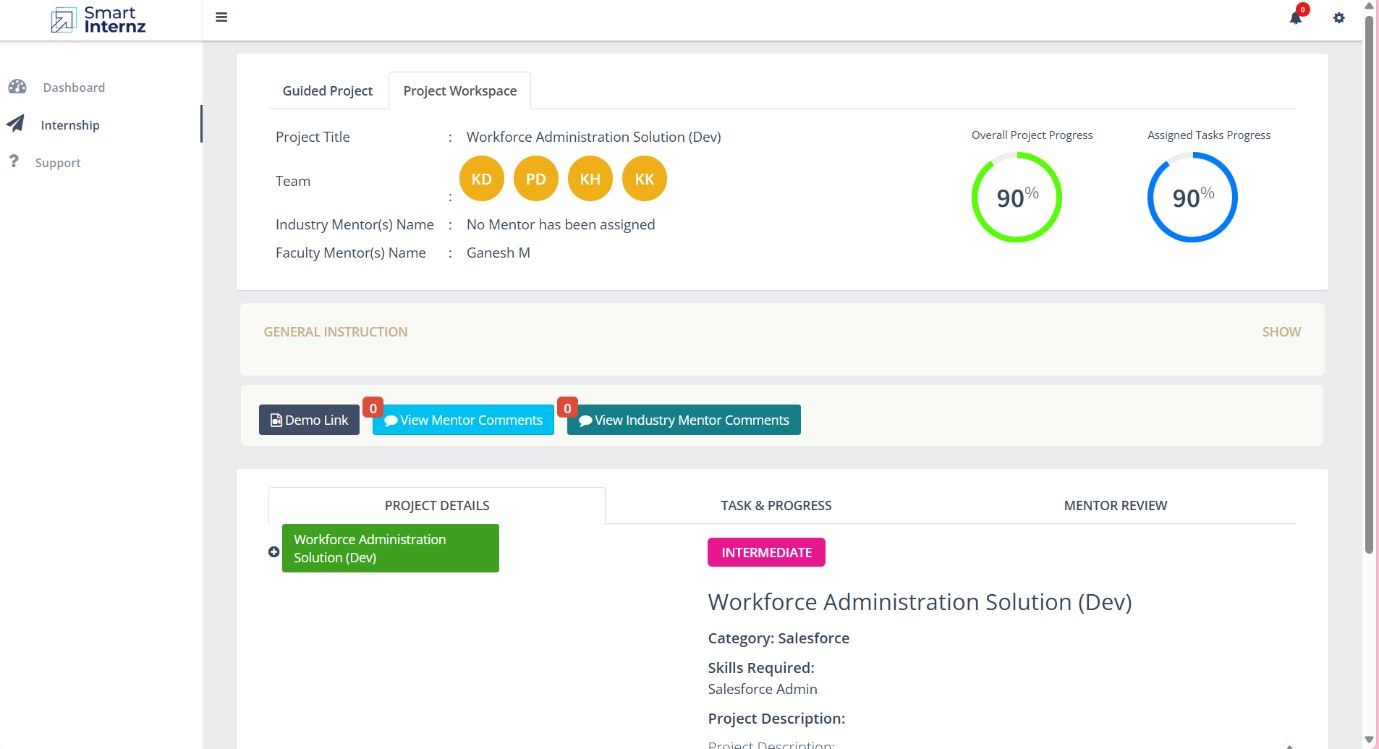 Smart
Internz
0
Dashboard
Internship
? Support
Guided Project
Project Workspace
Project Title : Workforce Administration Solution (Dev)
Team : KD PD KH KK
Industry Mentor(s) Name : No Mentor has been assigned
Faculty Mentor(s) Name : Ganesh M
Overall Project Progress
90%
Assigned Tasks Progress
90%
GENERAL INSTRUCTION
SHOW
Demo Link
0
View Mentor Comments
0
View Industry Mentor Comments
PROJECT DETAILS
TASK & PROGRESS
MENTOR REVIEW
Workforce Administration
Solution (Dev)
INTERMEDIATE
Workforce Administration Solution (Dev)
Category: Salesforce
Skills Required:
Salesforce Admin
Project Description:
Project Description: